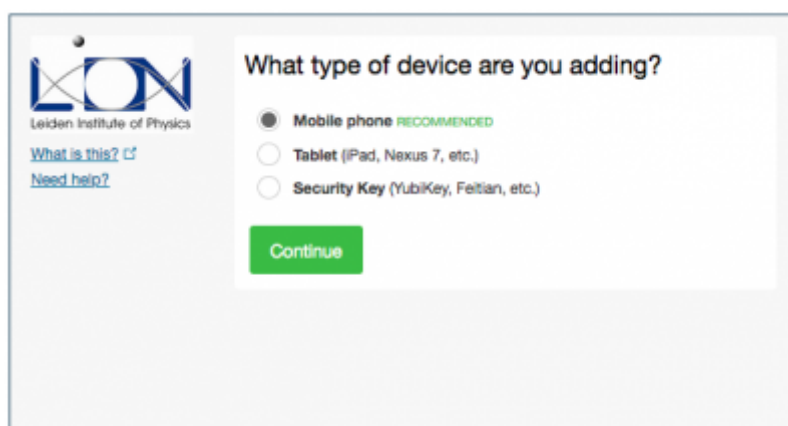 LION
Leiden Institute of Physics
What is this?
Need help?
What type of device are you adding?
Mobile phone RECOMMENDED
Tablet (iPad, Nexus 7, etc.)
Security Key (YubiKey, Feitian, etc.)
Continue